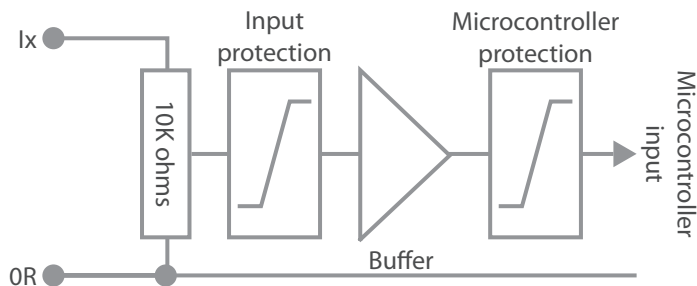 Ix
Input
protection
Microcontroller
protection
10K ohms
Microcontroller
input
Buffer
0R